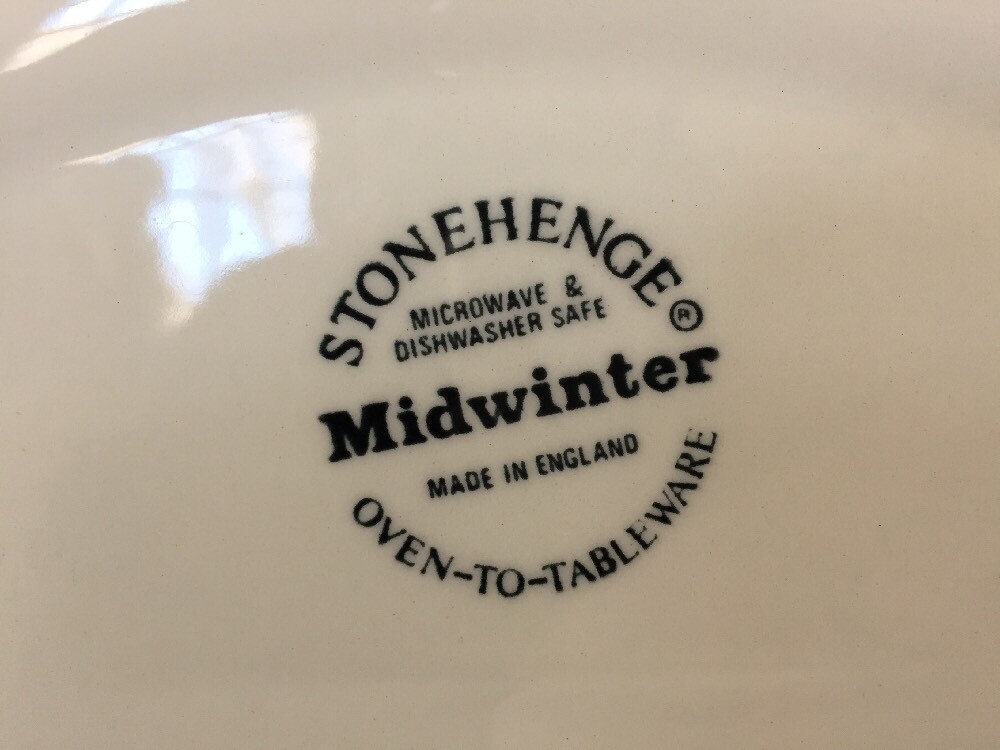 STONEHENGE ®
MICROWAVE &
DISHWASHER SAFE
Midwinter
MADE IN ENGLAND
OVEN-TO-TABLEWARE